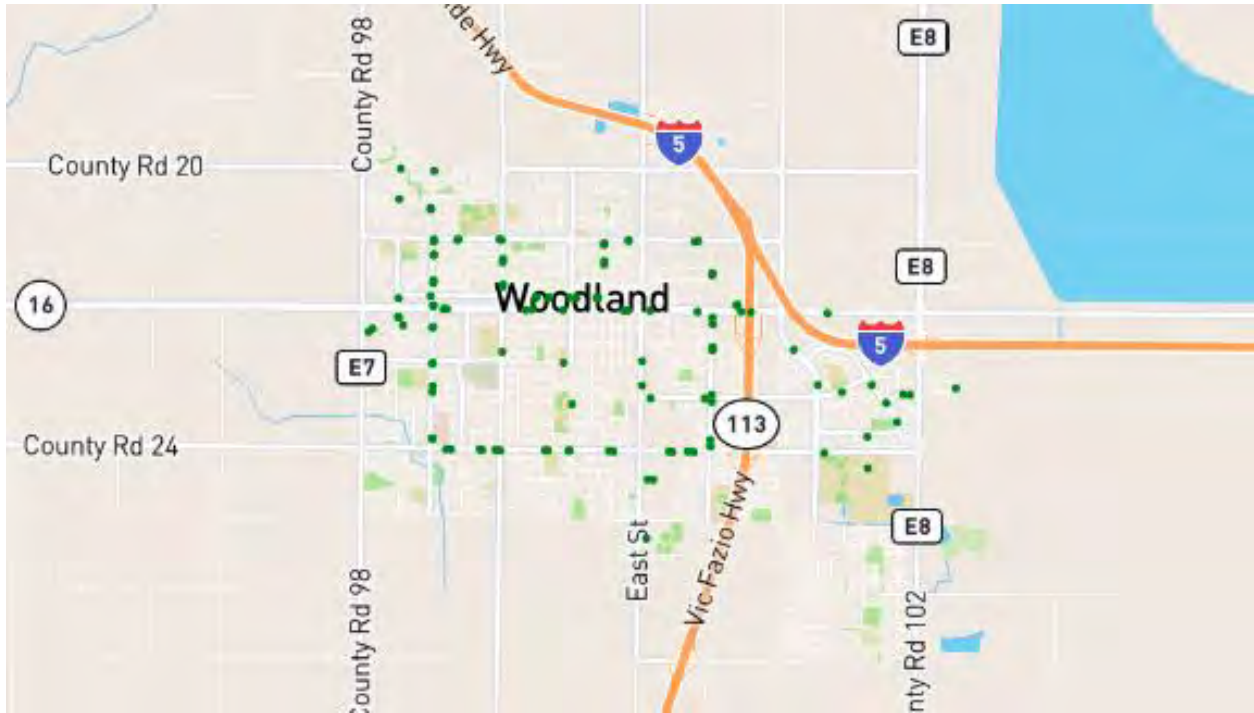 ide Hwy
County Rd 98
E8
5
County Rd 20
E8
16
Woodland
5
E7
113
County Rd 24
E8
Vic Fazio Hwy
East St
County Rd 98
nty Rd 102